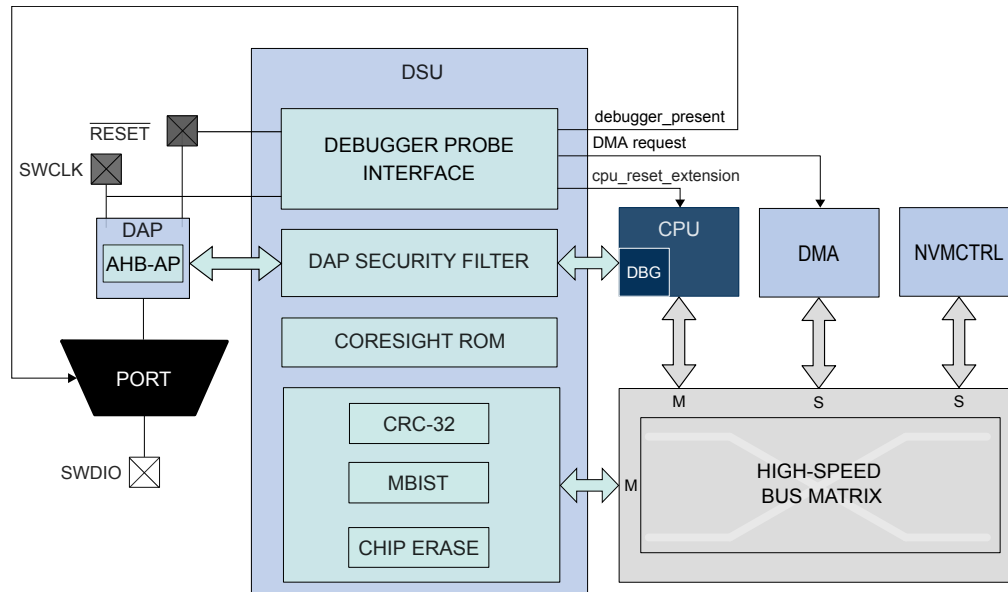 DSU
debugger_present
RESET
DEBUGGER PROBE
INTERFACE
DMA request
SWCLK
cpu_reset_extension
DAP
AHB-AP
DAP SECURITY FILTER
CPU
DBG
DMA
NVMCTRL
CORESIGHT ROM
PORT
M
S
S
CRC-32
SWDIO
MBIST
M
HIGH-SPEED
BUS MATRIX
CHIP ERASE